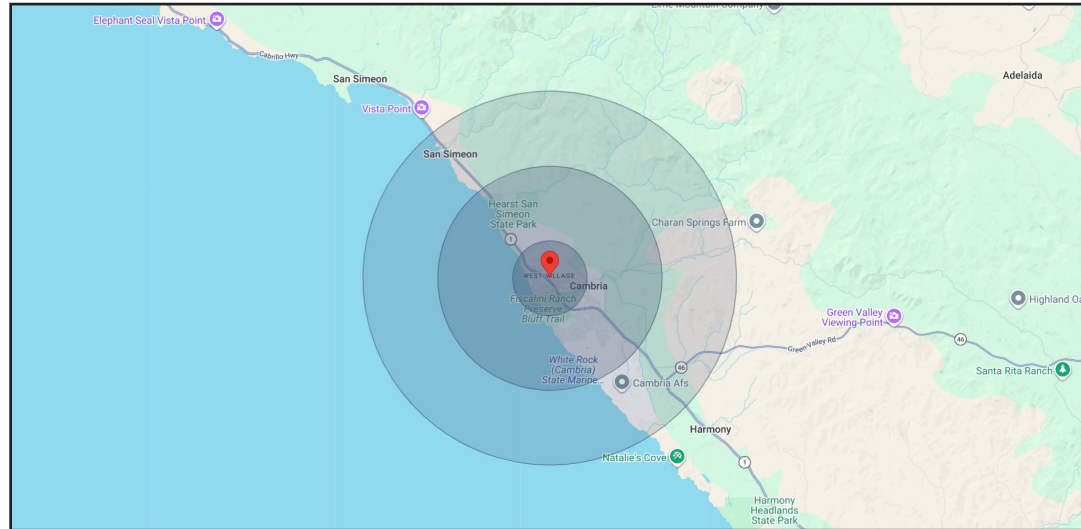 Lime Mountain Company
Elephant Seal Vista Point
Cabrillo Hwy
San Simeon
Adelaida
Vista Point
San Simeon
Hearst San
Simeon
State Park
1
Charan Springs Farm
WEST VILLAGE
Cambria
Fiscalini Ranch
Preserve
Bluff Trail
Highland Oa
Green Valley
Viewing-Point
46
Green Valley Rd
White Rock
(Cambria)
State Marine...
46
Santa Rita Ranch
Cambria Afs
Harmony
Natalie's Cove
1
Harmony
Headlands
State Park